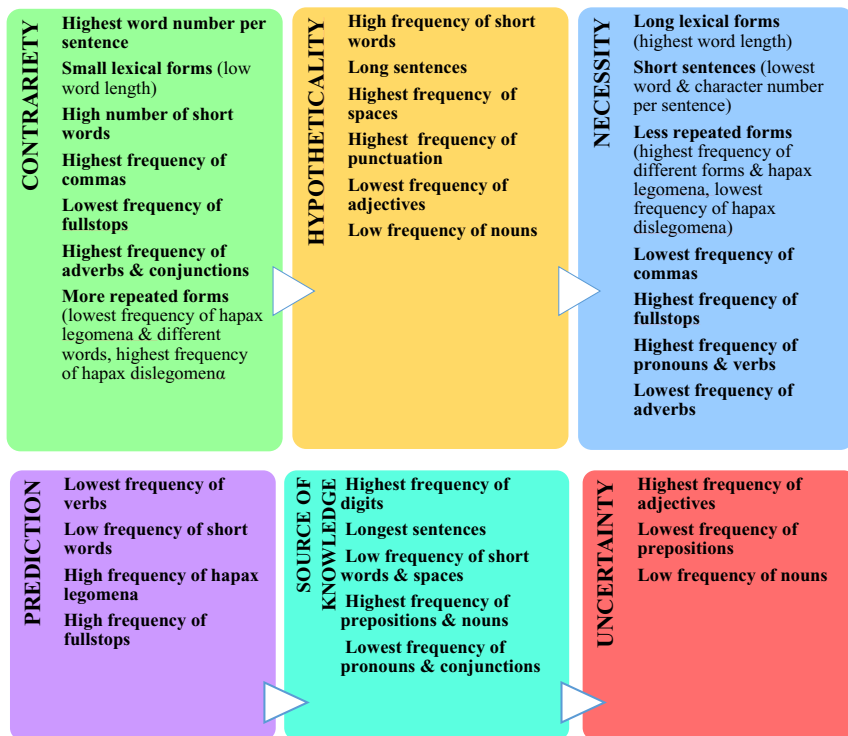 CONTRARIETY
Highest word number per
sentence
Small lexical forms (low
word length)
High number of short
words
Highest frequency of
commas
Lowest frequency of
fullstops
Highest frequency of
adverbs & conjunctions
More repeated forms
(lowest frequency of hapax
legomena & different
words, highest frequency
of hapax dislegomenα
HYPOTHETICALITY
High frequency of short
words
Long sentences
Highest frequency of
spaces
Highest frequency of
punctuation
Lowest frequency of
adjectives
Low frequency of nouns
NECESSITY
Long lexical forms
(highest word length)
Short sentences (lowest
word & character number
per sentence)
Less repeated forms
(highest frequency of
different forms & hapax
legomena, lowest
frequency of hapax
dislegomena)
Lowest frequency of
commas
Highest frequency of
fullstops
Highest frequency of
pronouns & verbs
Lowest frequency of
adverbs
PREDICTION
Lowest frequency of
verbs
Low frequency of short
words
High frequency of hapax
legomena
High frequency of
fullstops
SOURCE OF
KNOWLEDGE
Highest frequency of
digits
Longest sentences
Low frequency of short
words & spaces
Highest frequency of
prepositions & nouns
Lowest frequency of
pronouns & conjunctions
UNCERTAINTY
Highest frequency of
adjectives
Lowest frequency of
prepositions
Low frequency of nouns